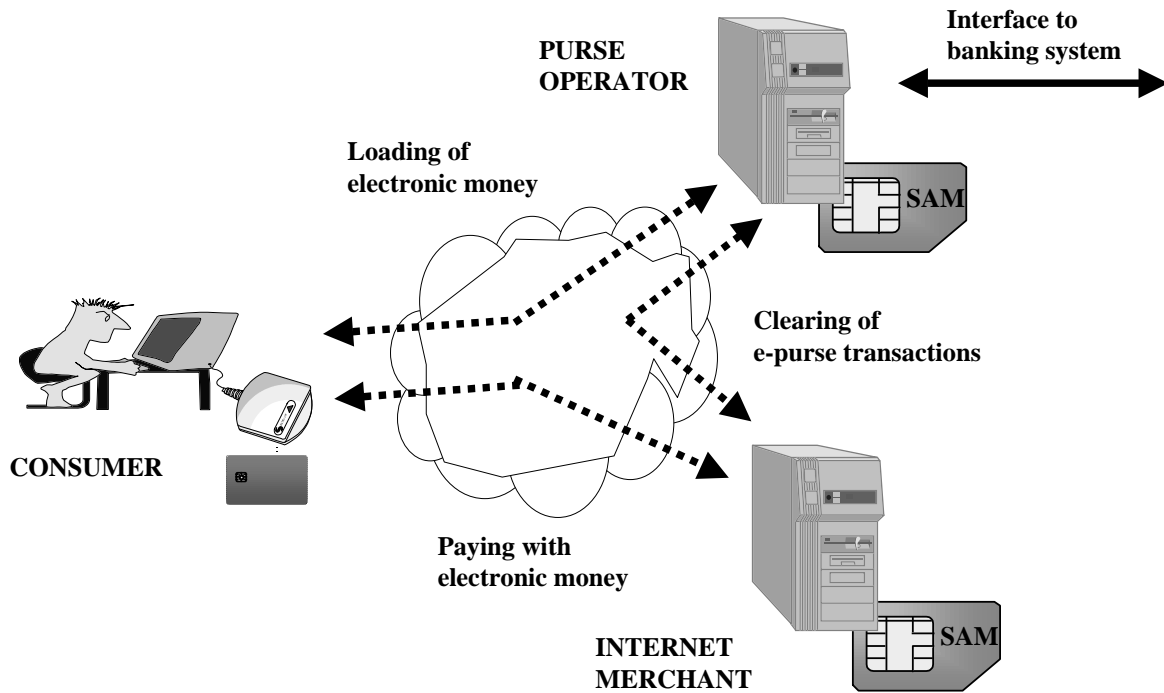 Interface to
banking system
PURSE
OPERATOR
Loading of
electronic money
SAM
Clearing of
e-purse transactions
CONSUMER
Paying with
electronic money
INTERNET
MERCHANT
SAM